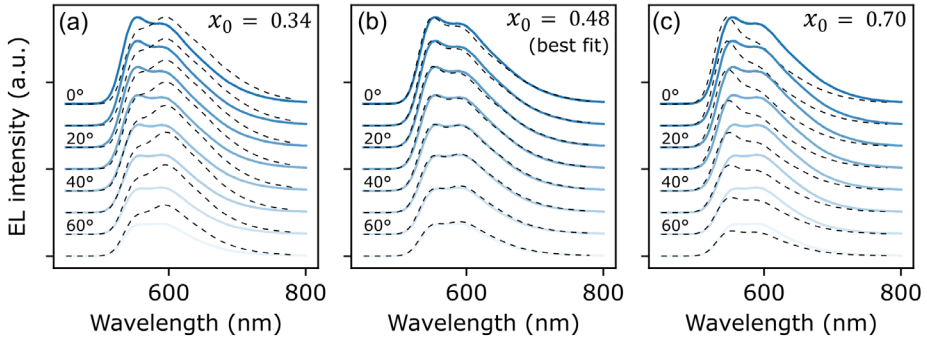 EL intensity (a.u.)
(a)
x₀ = 0.34
0°
20°
40°
60°
600
800
Wavelength (nm)
(b)
x₀ = 0.48
(best fit)
0°
20°
40°
60°
600
800
Wavelength (nm)
(c)
x₀ = 0.70
0°
20°
40°
60°
600
800
Wavelength (nm)